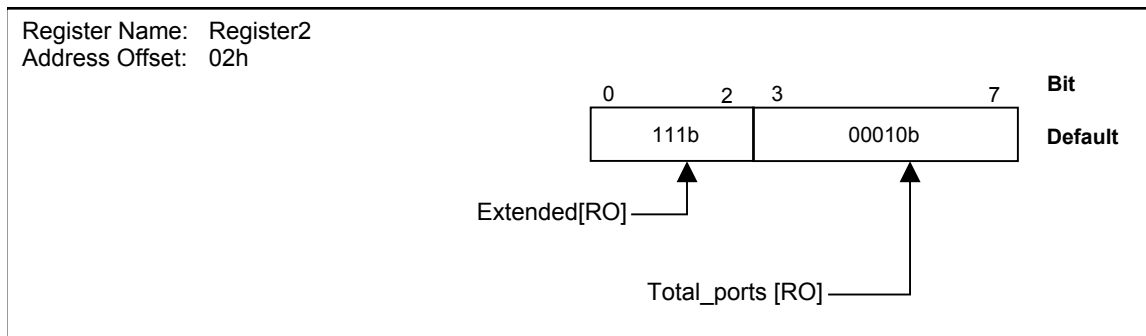 Register Name: Register2
Address Offset: 02h
0 2 3 7 Bit
111b 00010b Default
Extended[RO]
Total_ports [RO]